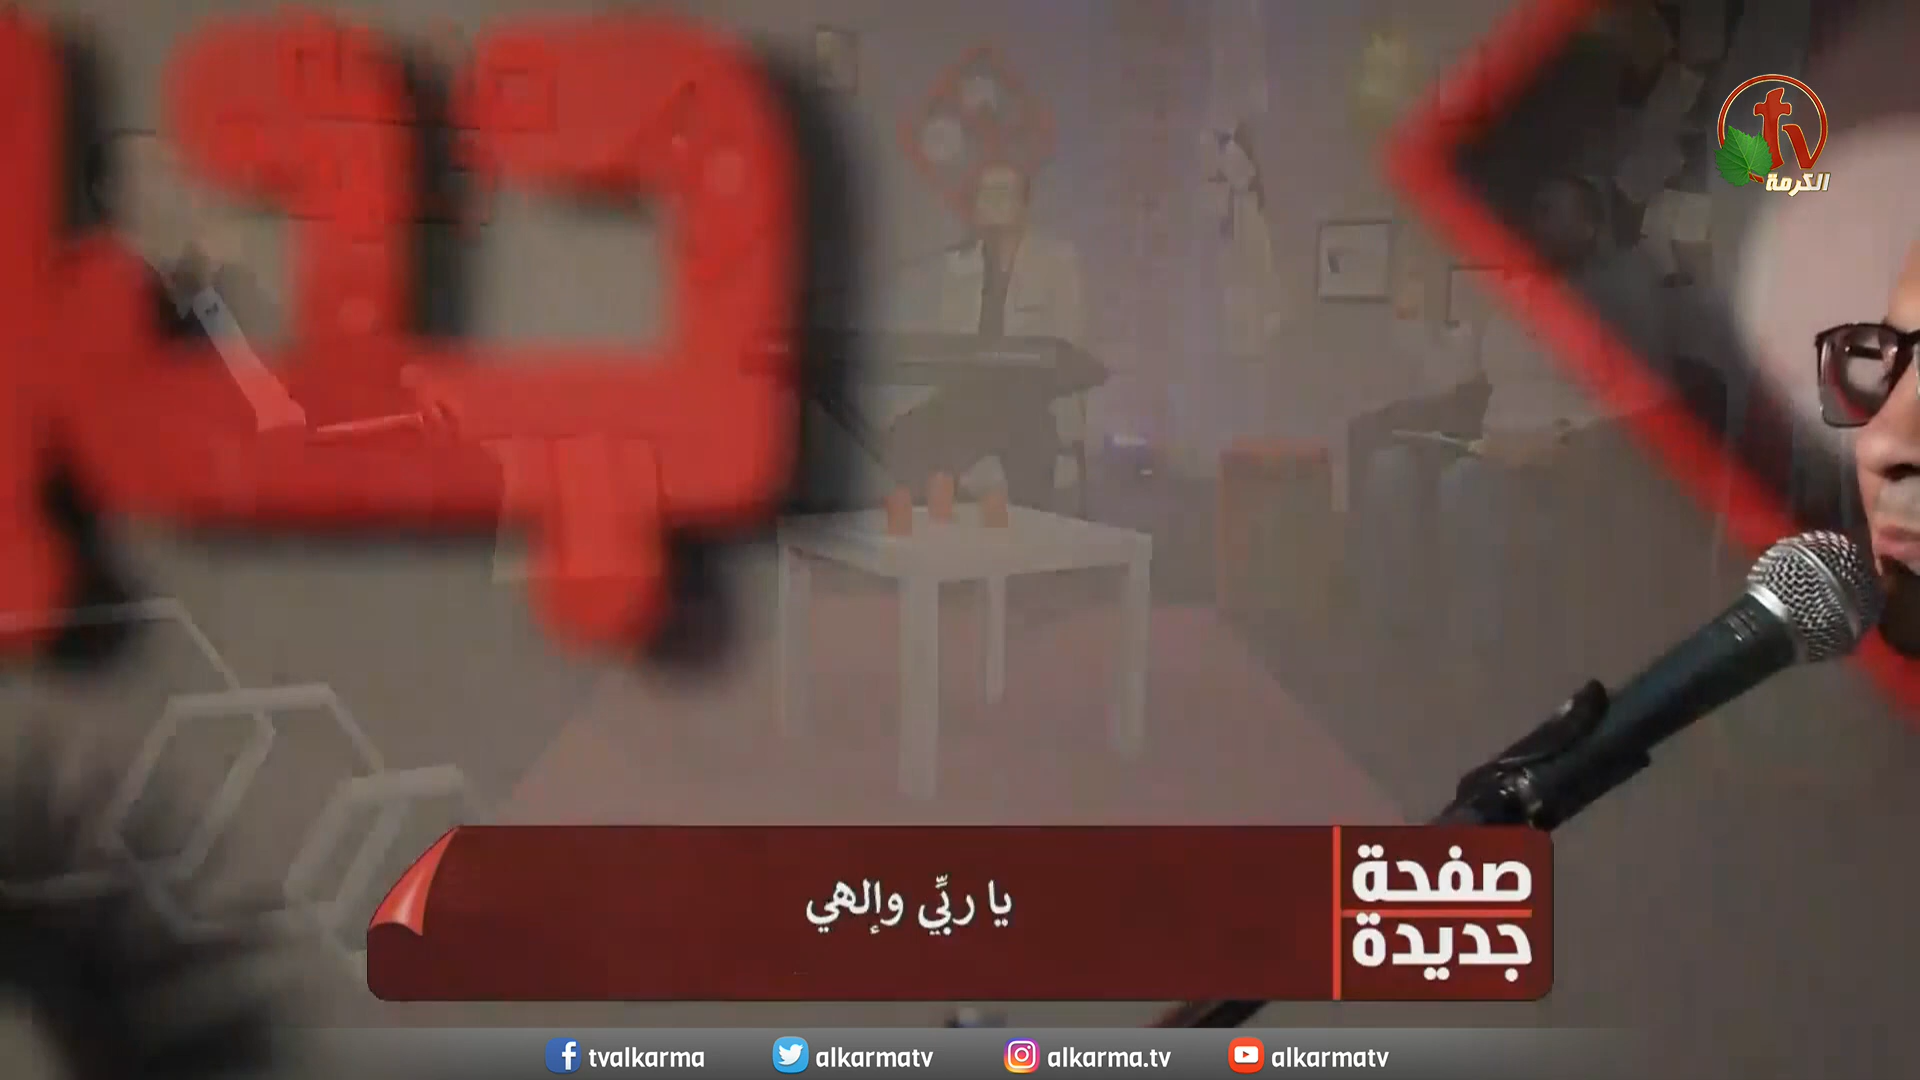 tv
الكرمة
صفحة
جديدة
يا ربِّي وإلهي
tvalkarma
alkarmatv
alkarma.tv
alkarmatv